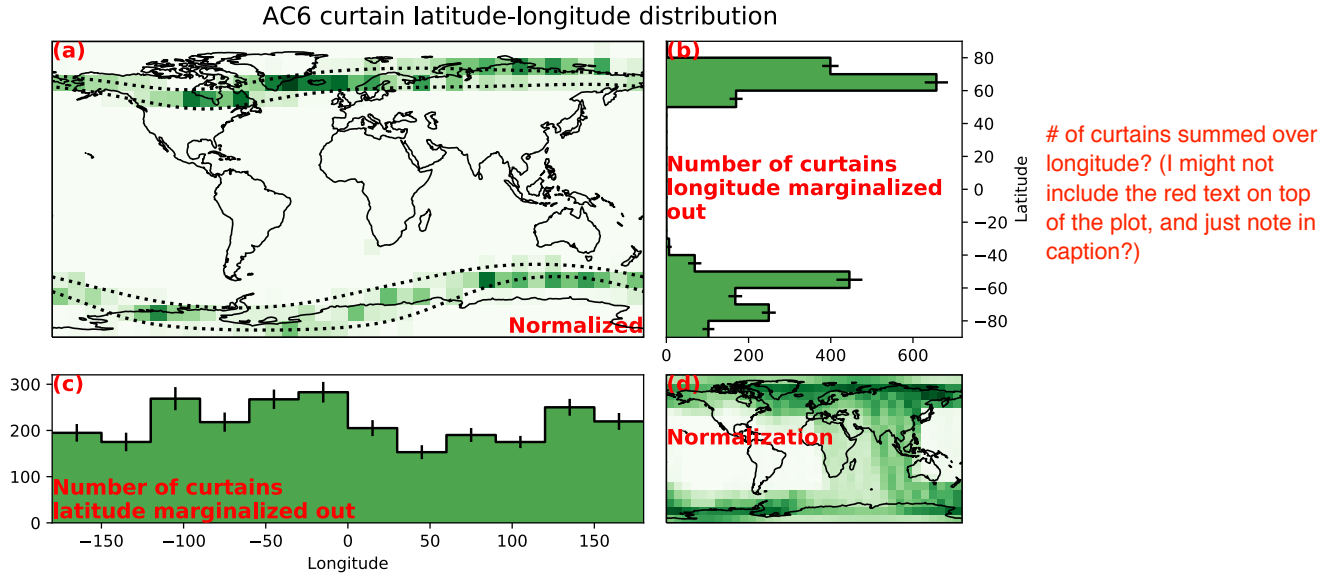 AC6 curtain latitude-longitude distribution
(a)
Normalized
(b)
Number of curtains
longitude marginalized
out
80
60
40
20
0
−20
−40
−60
−80
Latitude
0
200
400
600
# of curtains summed over
longitude? (I might not
include the red text on top
of the plot, and just note in
caption?)
(c)
300
200
100
0
Number of curtains
latitude marginalized out
−150
−100
−50
0
50
100
150
Longitude
(d)
Normalization